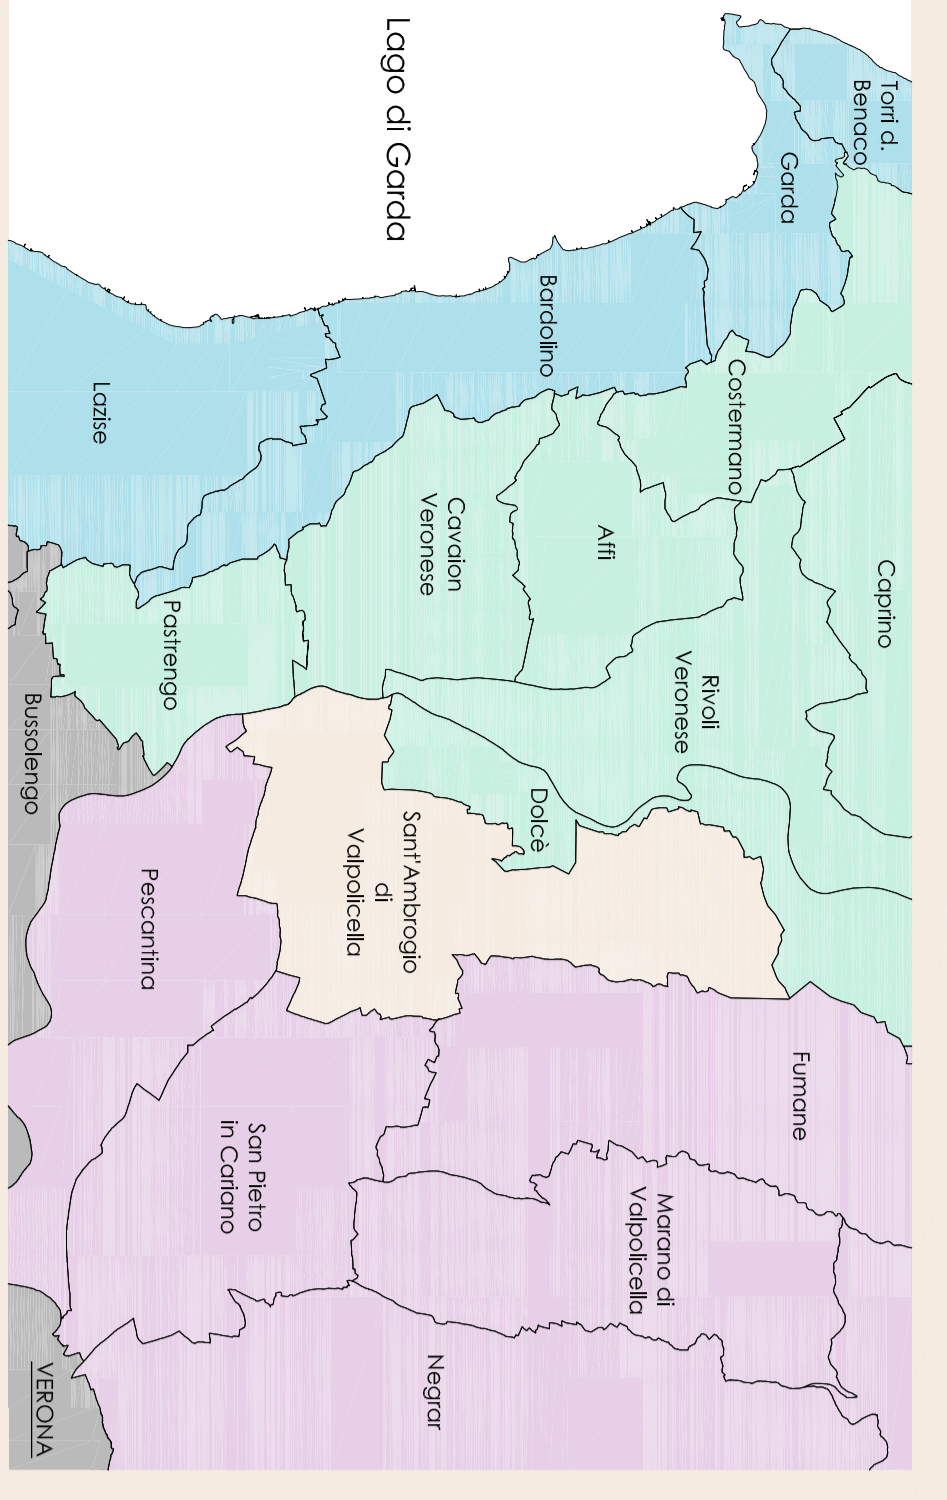 Torri d.
Benaco
Garda
Lago di Garda
Bardolino
Lazise
Costermano
Caprino
Affi
Cavaion
Veronese
Rivoli
Veronese
Pastrengo
Bussolengo
Dolcè
Sant'Ambrogio
di
Valpolicella
Pescantina
Fumane
Marano di
Valpolicella
San Pietro
in Cariano
Negrar
VERONA